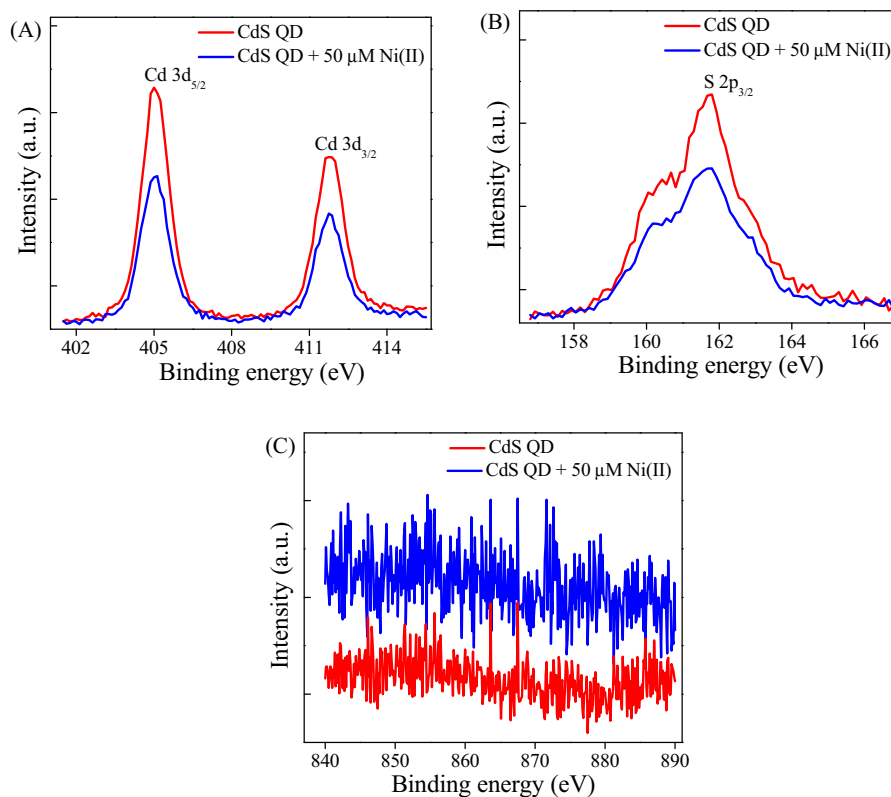 (A)
CdS QD
CdS QD + 50 μM Ni(II)
Cd 3d5/2
Cd 3d3/2
Intensity (a.u.)
402 405 408 411 414
Binding energy (eV)
(B)
CdS QD
CdS QD + 50 μM Ni(II)
S 2p3/2
Intensity (a.u.)
158 160 162 164 166
Binding energy (eV)
(C)
CdS QD
CdS QD + 50 μM Ni(II)
Intensity (a.u.)
840 850 860 870 880 890
Binding energy (eV)